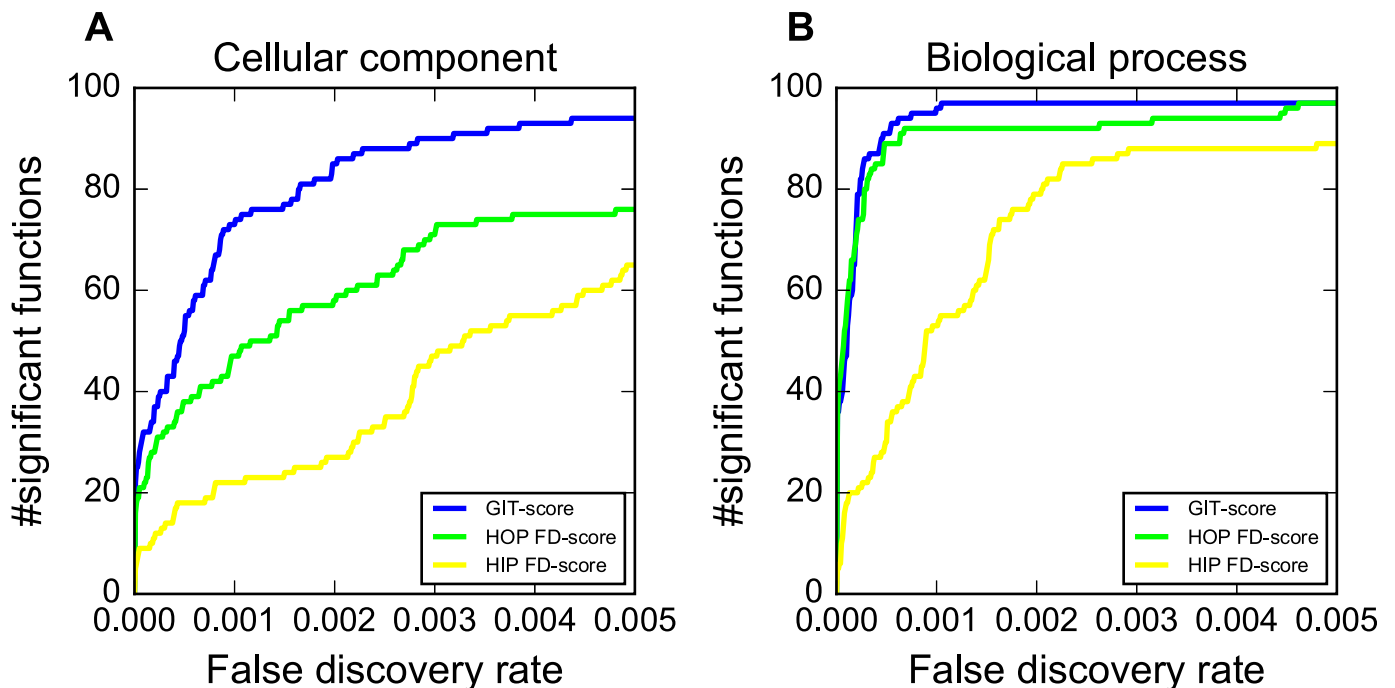 A
Cellular component
100
80
60
40
20
0
#significant functions
0.000 0.001 0.002 0.003 0.004 0.005
False discovery rate
GIT-score
HOP FD-score
HIP FD-score
B
Biological process
100
80
60
40
20
0
#significant functions
0.000 0.001 0.002 0.003 0.004 0.005
False discovery rate
GIT-score
HOP FD-score
HIP FD-score